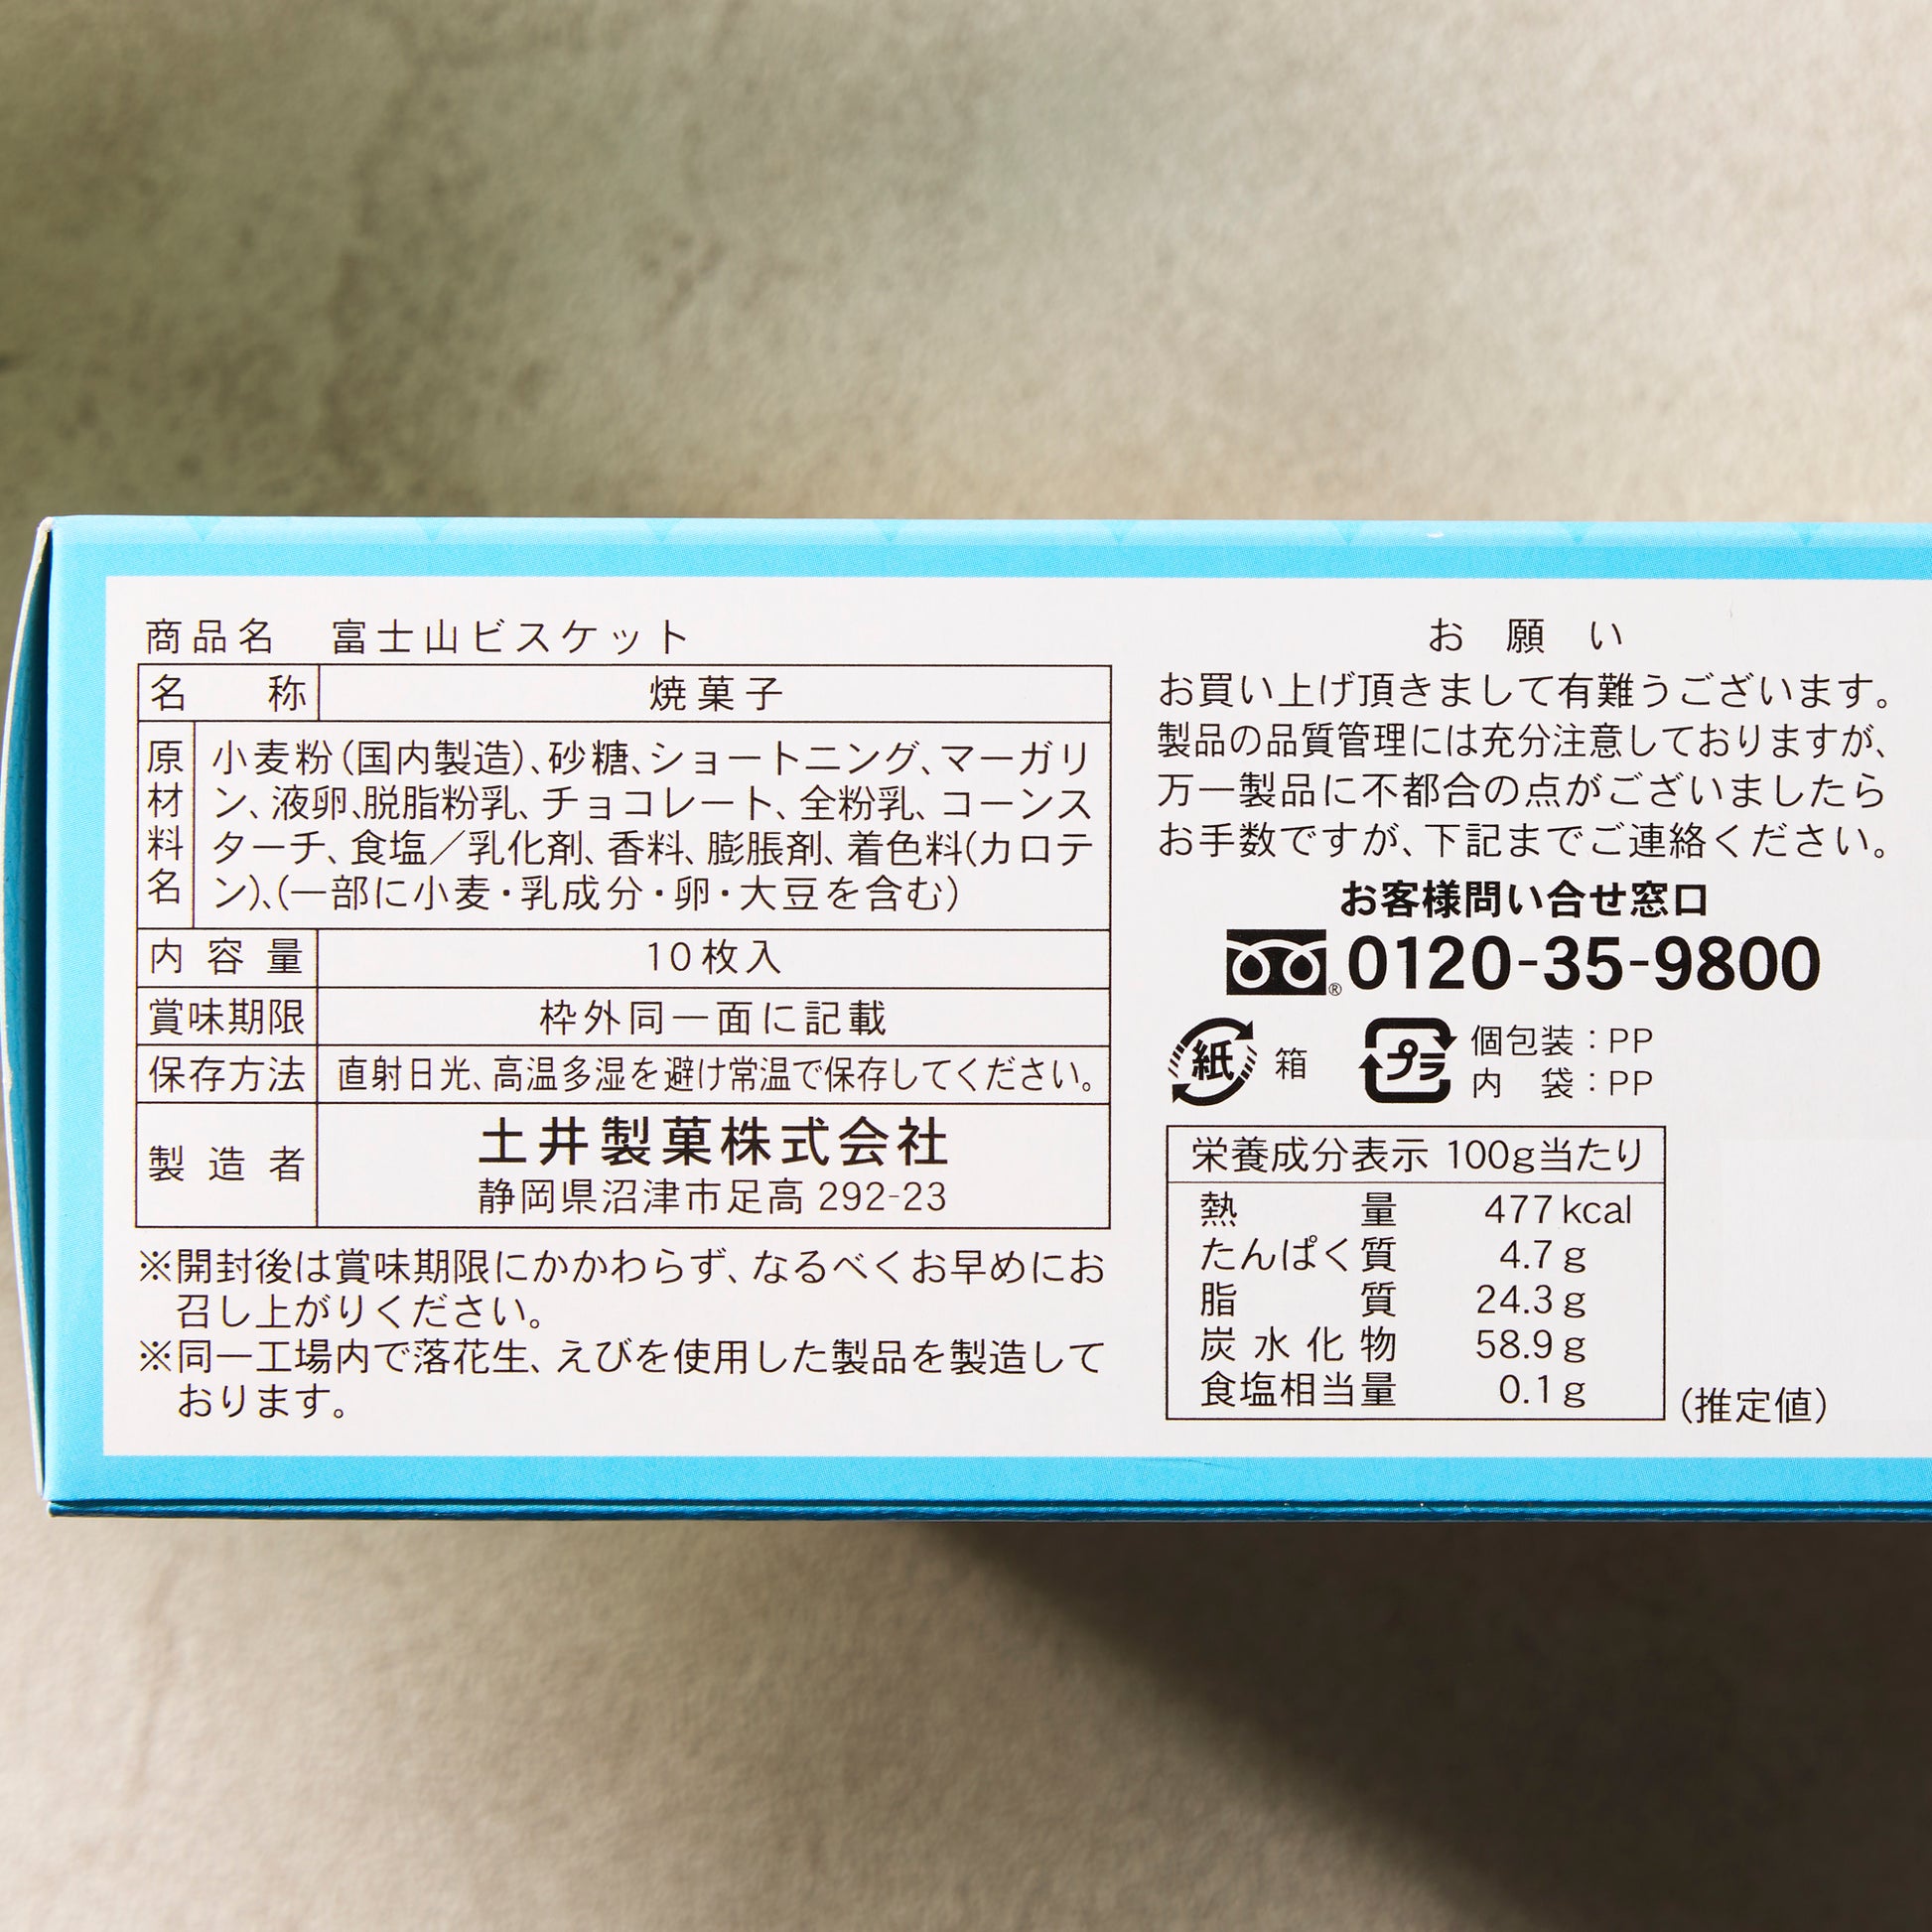 商品名 富士山ビスケット
名称 焼菓子
原材料名 小麦粉(国内製造)、砂糖、ショートニング、マーガリ
ン、液卵、脱脂粉乳、チョコレート、全粉乳、コーンス
ターチ、食塩/乳化剤、香料、膨脹剤、着色料(カロテ
ン)、(一部に小麦・乳成分・卵・大豆を含む)
内容量 10枚入
賞味期限 枠外同一面に記載
保存方法 直射日光、高温多湿を避け常温で保存してください。
製造者 土井製菓株式会社
静岡県沼津市足高 292-23
※開封後は賞味期限にかかわらず、なるべくお早めにお
召し上がりください。
※同一工場内で落花生、えびを使用した製品を製造して
おります。
お願い
お買い上げ頂きまして有難うございます。
製品の品質管理には充分注意しておりますが、
万一製品に不都合の点がございましたら
お手数ですが、下記までご連絡ください。
お客様問い合せ窓口
® 0120-35-9800
紙 箱 プラ 個包装:PP
内袋:PP
栄養成分表示 100g当たり
熱量 477kcal
たんぱく質 4.7g
脂質 24.3g
炭水化物 58.9g
食塩相当量 0.1g
(推定値)